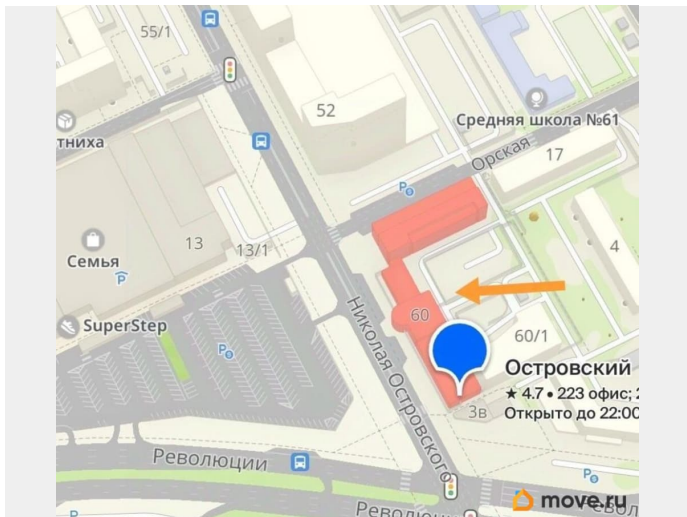 55/1
52
тниха
Средняя школа №61
Орская
17
Семья
13
13/1
4
SuperStep
60
60/1
Николая Островского
Островский
★ 4.7 • 223 офис; 2
Открыто до 22:00
3в
Революции
move.ru